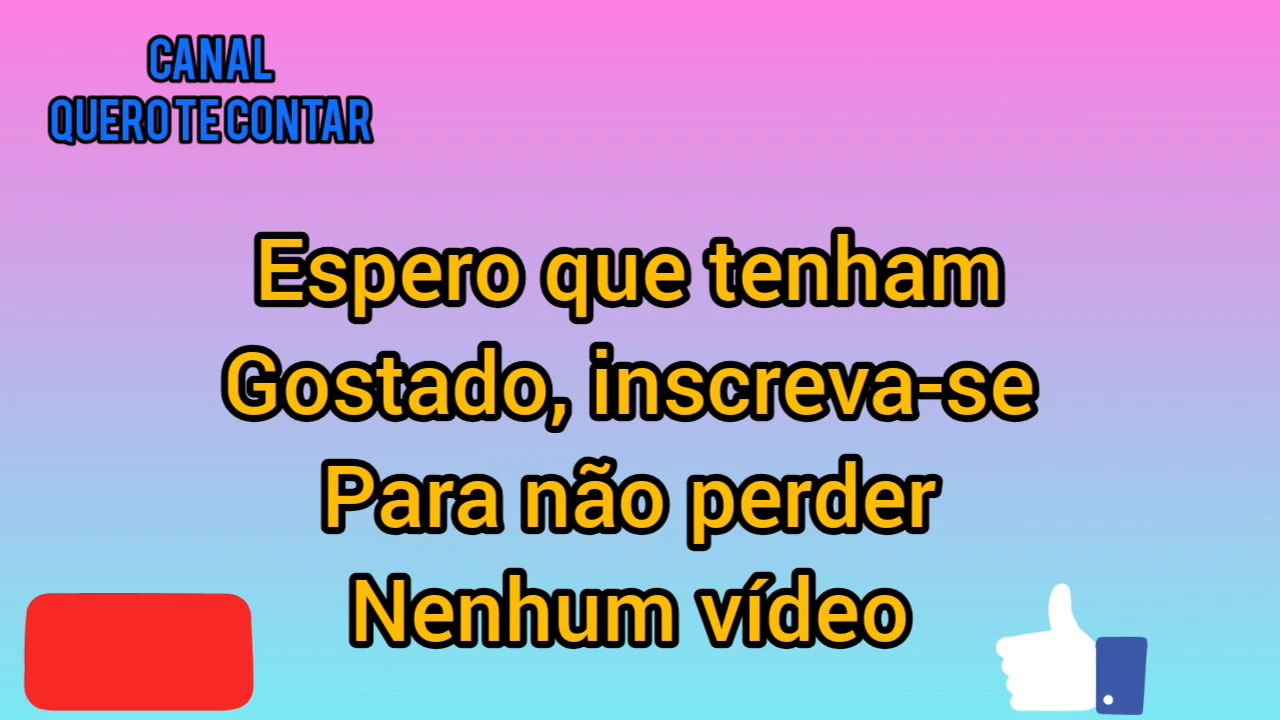 CANAL
QUERO TE CONTAR
Espero que tenham
Gostado, inscreva-se
Para não perder
Nenhum vídeo